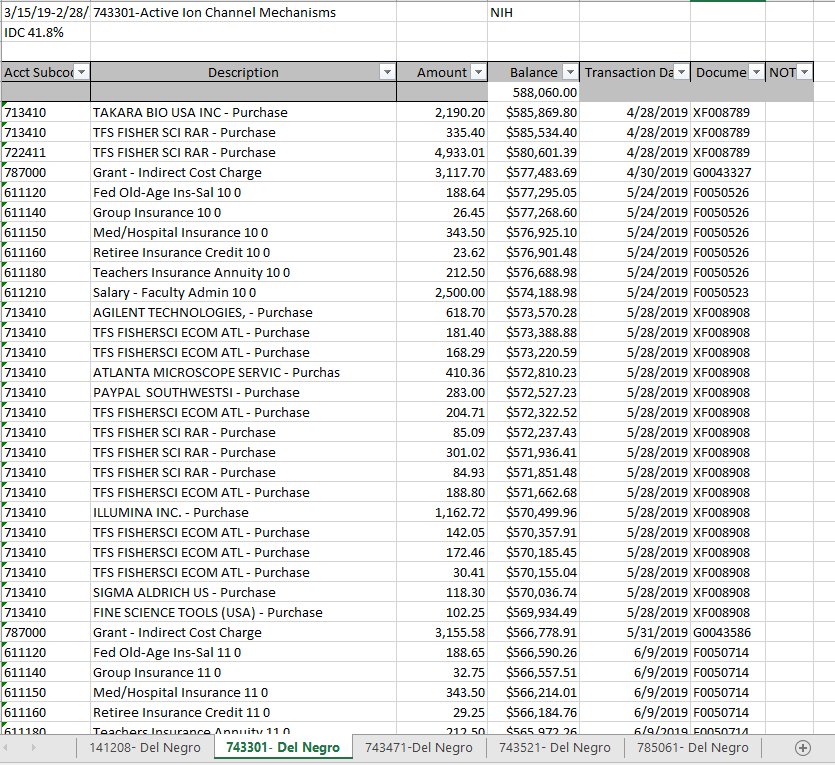 3/15/19-2/28/ 743301-Active Ion Channel Mechanisms NIH
IDC 41.8%
Acct Subcoc Description Amount Balance Transaction Da Docume NOT
588,060.00
713410 TAKARA BIO USA INC - Purchase 2,190.20 $585,869.80 4/28/2019 XF008789
713410 TFS FISHER SCI RAR - Purchase 335.40 $585,534.40 4/28/2019 XF008789
722411 TFS FISHER SCI RAR - Purchase 4,933.01 $580,601.39 4/28/2019 XF008789
787000 Grant - Indirect Cost Charge 3,117.70 $577,483.69 4/30/2019 G0043327
611120 Fed Old-Age Ins-Sal 10 0 188.64 $577,295.05 5/24/2019 F0050526
611140 Group Insurance 10 0 26.45 $577,268.60 5/24/2019 F0050526
611150 Med/Hospital Insurance 10 0 343.50 $576,925.10 5/24/2019 F0050526
611160 Retiree Insurance Credit 10 0 23.62 $576,901.48 5/24/2019 F0050526
611180 Teachers Insurance Annuity 10 0 212.50 $576,688.98 5/24/2019 F0050526
611210 Salary - Faculty Admin 10 0 2,500.00 $574,188.98 5/24/2019 F0050523
713410 AGILENT TECHNOLOGIES, - Purchase 618.70 $573,570.28 5/28/2019 XF008908
713410 TFS FISHERSCI ECOM ATL - Purchase 181.40 $573,388.88 5/28/2019 XF008908
713410 TFS FISHERSCI ECOM ATL - Purchase 168.29 $573,220.59 5/28/2019 XF008908
713410 ATLANTA MICROSCOPE SERVIC - Purchas 410.36 $572,810.23 5/28/2019 XF008908
713410 PAYPAL SOUTHWESTSI - Purchase 283.00 $572,527.23 5/28/2019 XF008908
713410 TFS FISHERSCI ECOM ATL - Purchase 204.71 $572,322.52 5/28/2019 XF008908
713410 TFS FISHER SCI RAR - Purchase 85.09 $572,237.43 5/28/2019 XF008908
713410 TFS FISHER SCI RAR - Purchase 301.02 $571,936.41 5/28/2019 XF008908
713410 TFS FISHER SCI RAR - Purchase 84.93 $571,851.48 5/28/2019 XF008908
713410 TFS FISHERSCI ECOM ATL - Purchase 188.80 $571,662.68 5/28/2019 XF008908
713410 ILLUMINA INC. - Purchase 1,162.72 $570,499.96 5/28/2019 XF008908
713410 TFS FISHERSCI ECOM ATL - Purchase 142.05 $570,357.91 5/28/2019 XF008908
713410 TFS FISHERSCI ECOM ATL - Purchase 172.46 $570,185.45 5/28/2019 XF008908
713410 TFS FISHERSCI ECOM ATL - Purchase 30.41 $570,155.04 5/28/2019 XF008908
713410 SIGMA ALDRICH US - Purchase 118.30 $570,036.74 5/28/2019 XF008908
713410 FINE SCIENCE TOOLS (USA) - Purchase 102.25 $569,934.49 5/28/2019 XF008908
787000 Grant - Indirect Cost Charge 3,155.58 $566,778.91 5/31/2019 G0043586
611120 Fed Old-Age Ins-Sal 11 0 188.65 $566,590.26 6/9/2019 F0050714
611140 Group Insurance 11 0 32.75 $566,557.51 6/9/2019 F0050714
611150 Med/Hospital Insurance 11 0 343.50 $566,214.01 6/9/2019 F0050714
611160 Retiree Insurance Credit 11 0 29.25 $566,184.76 6/9/2019 F0050714
611180 Teachers Insurance Annuity 11 0 212.50 $565,972.26 6/9/2019 F0050714
141208- Del Negro 743301- Del Negro 743471-Del Negro 743521- Del Negro 785061- Del Negro